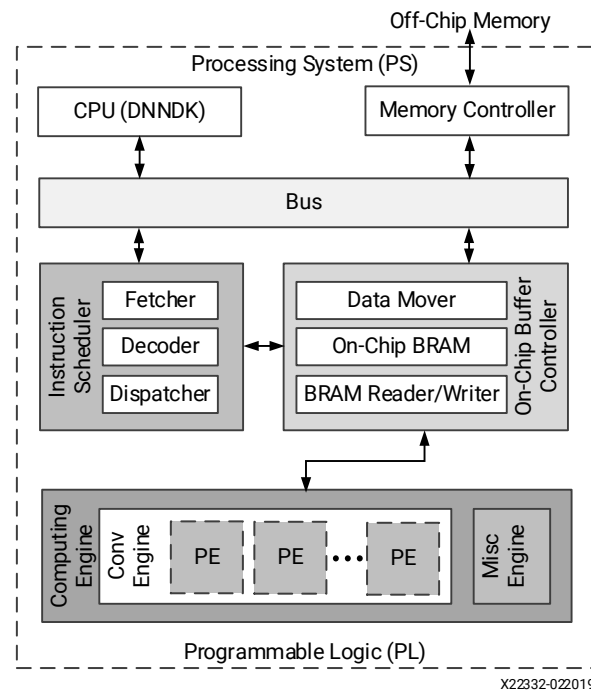 Off-Chip Memory
Processing System (PS)
CPU (DNNDK)
Memory Controller
Bus
Instruction
Scheduler
Fetcher
Decoder
Dispatcher
Data Mover
On-Chip BRAM
BRAM Reader/Writer
On-Chip Buffer
Controller
Computing
Engine
Conv
Engine
PE
PE
PE
Misc
Engine
Programmable Logic (PL)
X22332-022019